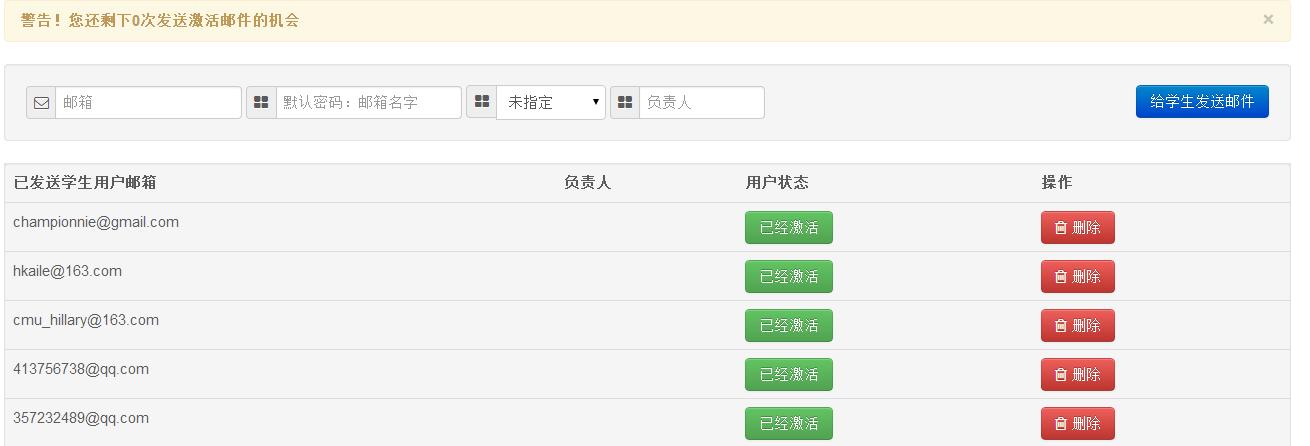 警告！您还剩下0次发送激活邮件的机会 ×
邮箱 默认密码：邮箱名字 未指定 负责人 给学生发送邮件
已发送学生用户邮箱 负责人 用户状态 操作
championnie@gmail.com 已经激活 删除
hkaile@163.com 已经激活 删除
cmu_hillary@163.com 已经激活 删除
413756738@qq.com 已经激活 删除
357232489@qq.com 已经激活 删除